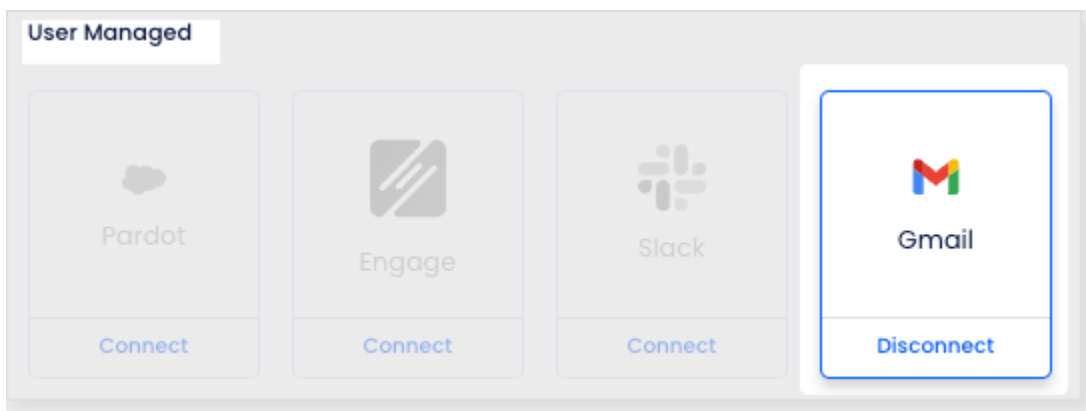 User Managed
Pardot
Engage
Slack
Gmail
Connect
Connect
Connect
Disconnect